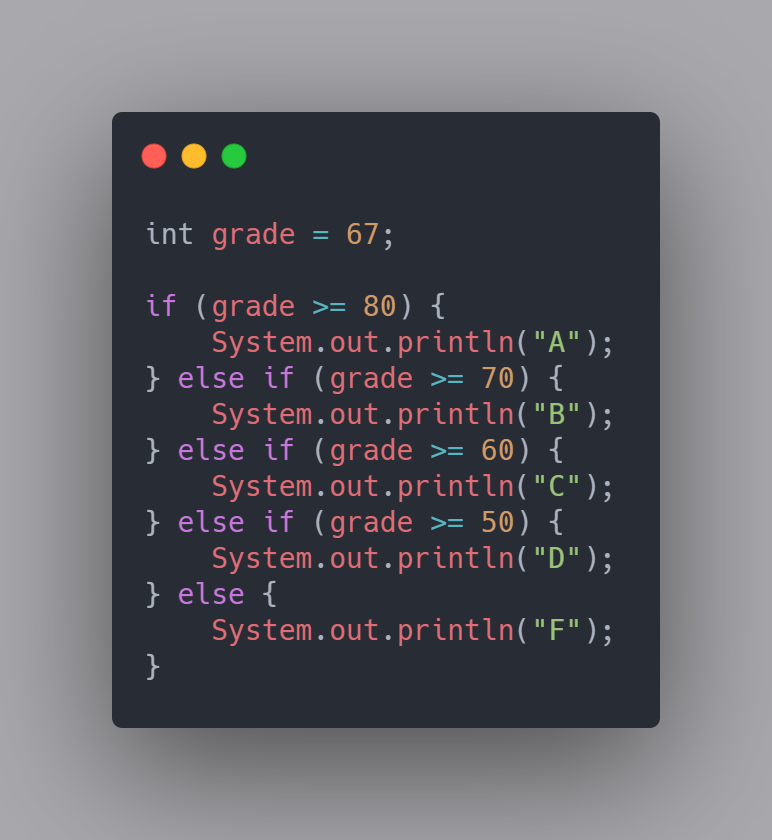 int grade = 67;

if (grade >= 80) {
    System.out.println("A");
} else if (grade >= 70) {
    System.out.println("B");
} else if (grade >= 60) {
    System.out.println("C");
} else if (grade >= 50) {
    System.out.println("D");
} else {
    System.out.println("F");
}